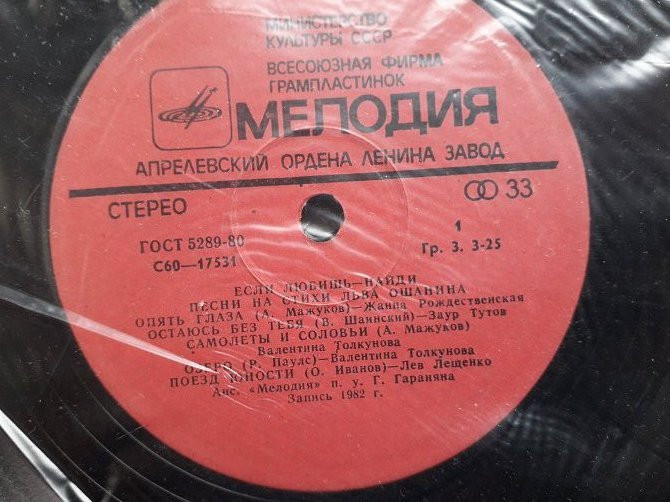 МИНИСТЕРСТВО
КУЛЬТУРЫ СССР
ВСЕСОЮЗНАЯ ФИРМА
ГРАМПЛАСТИНОК
МЕЛОДИЯ
АПРЕЛЕВСКИЙ ОРДЕНА ЛЕНИНА ЗАВОД
СТЕРЕО
33
ГОСТ 5289-80
1
С60—17531
Гр. 3. 3-25
ЕСЛИ ЛЮБИШЬ—НАЙДИ
ПЕСНИ НА СТИХИ ЛЬВА ОШАНИНА
ОПЯТЬ ГЛАЗА (А. Мажуков)—Жанна Рождественская
ОСТАЮСЬ БЕЗ ТЕБЯ (В. Шаинский)—Заур Тутов
САМОЛЕТЫ И СОЛОВЬИ (А. Мажуков)
Валентина Толкунова
ОЗЕРО (Р. Паулс)—Валентина Толкунова
ПОЕЗД ЮНОСТИ (О. Иванов)—Лев Лещенко
Анс. «Мелодия» п. у Г. Гараняна
Запись 1982 г.